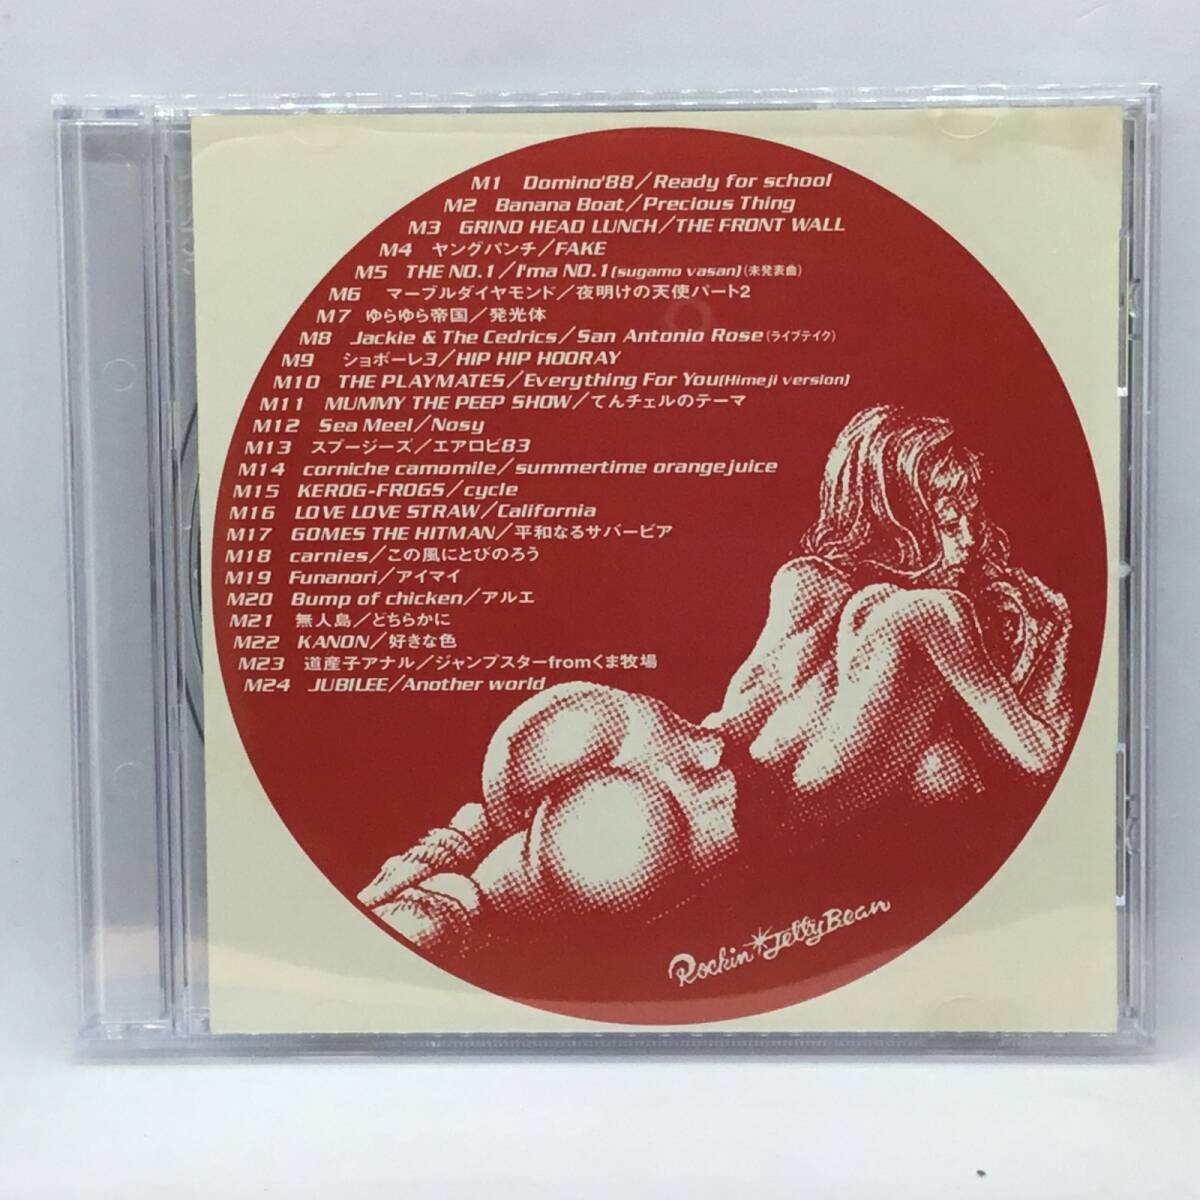 M1 Domino'88/Ready for school
M2 Banana Boat/Precious Thing
M3 GRIND HEAD LUNCH/THE FRONT WALL
M4 ヤングパンチ/FAKE
M5 THE NO.1/I'ma NO.1(sugamo vasan)(未発表曲)
M6 マーブルダイヤモンド/夜明けの天使パート2
M7 ゆらゆら帝国/発光体
M8 Jackie & The Cedrics/San Antonio Rose(ライブテイク)
M9 ショボーレ3/HIP HIP HOORAY
M10 THE PLAYMATES/Everything For You(Himeji version)
M11 MUMMY THE PEEP SHOW/てんチェルのテーマ
M12 Sea Meel/Nosy
M13 スプージーズ/エアロビ83
M14 corniche camomile/summertime orangejuice
M15 KEROG-FROGS/cycle
M16 LOVE LOVE STRAW/California
M17 GOMES THE HITMAN/平和なるサバービア
M18 carnies/この風にとびのろう
M19 Funanori/アイマイ
M20 Bump of chicken/アルエ
M21 無人島/どちらかに
M22 KANON/好きな色
M23 道産子アナル/ジャンプスターfromくま牧場
M24 JUBILEE/Another world
Rockin*JellyBean